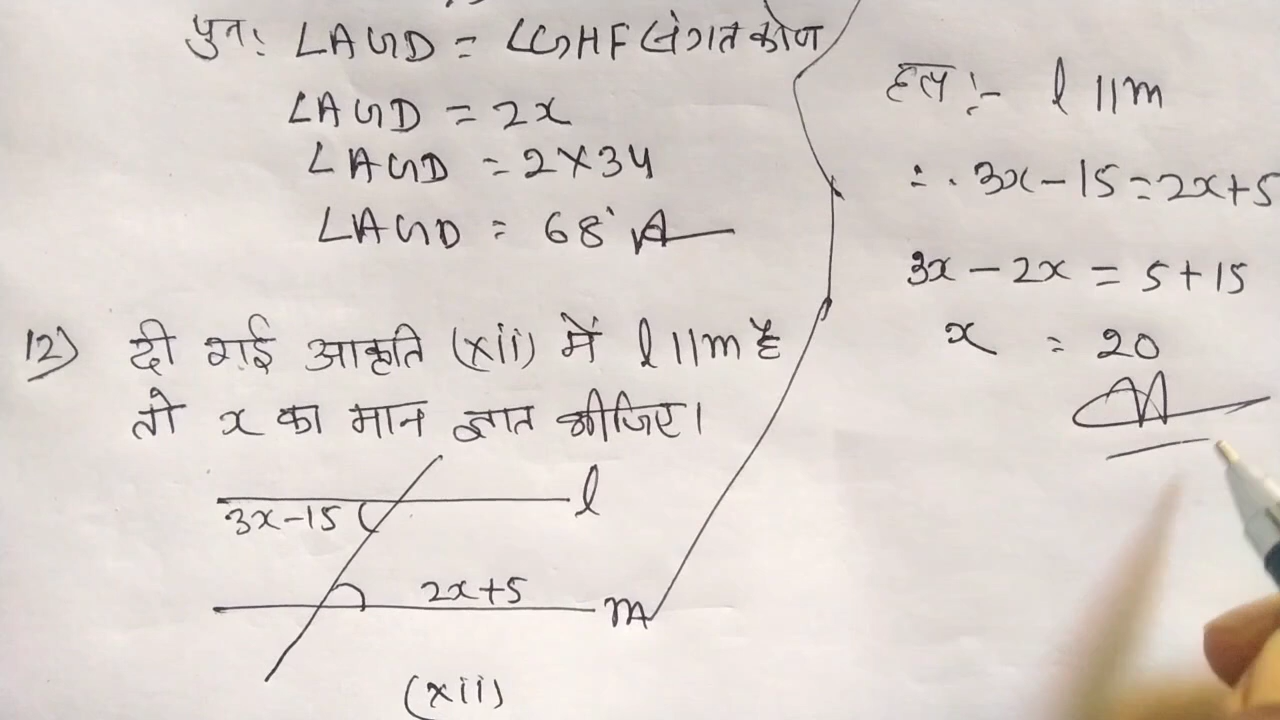 पुनः ∠AGD = ∠GHF संगत कोण
∠AGD = 2x
∠AGD = 2×34
∠AGD = 68°
12) दी गई आकृति (xii) में l || m है
तो x का मान ज्ञात कीजिए।
l
3x-15
2x+5
m
(xii)
हल :- l || m
∴ 3x-15=2x+5
3x-2x = 5+15
x = 20